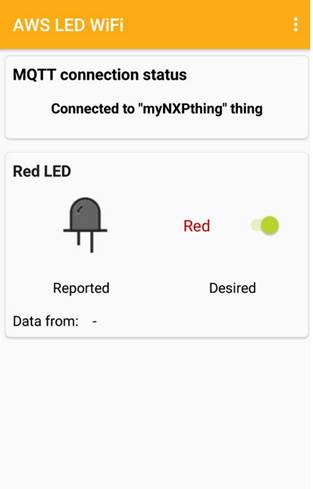 AWS LED WiFi
MQTT connection status
Connected to "myNXPthing" thing
Red LED
Red
Reported Desired
Data from: -